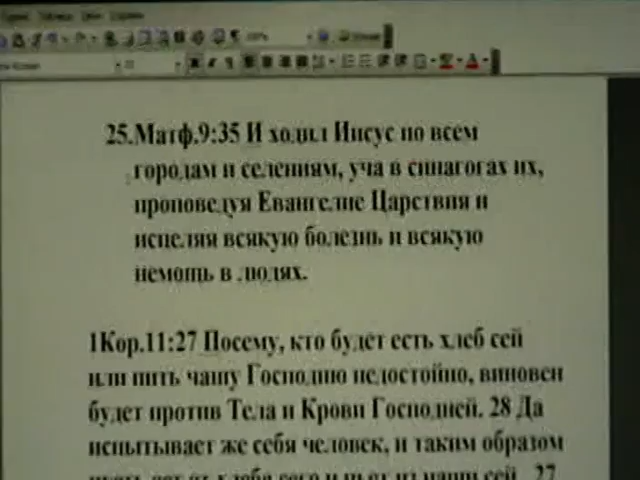 25.Матф.9:35 И ходил Иисус по всем
городам и селениям, уча в синагогах их,
проповедуя Евангелие Царствия и
исцеляя всякую болезнь и всякую
немощь в людях.
1Кор.11:27 Посему, кто будет есть хлеб сей
или пить чашу Господню недостойно, виновен
будет против Тела и Крови Господней. 28 Да
испытывает же себя человек, и таким образом